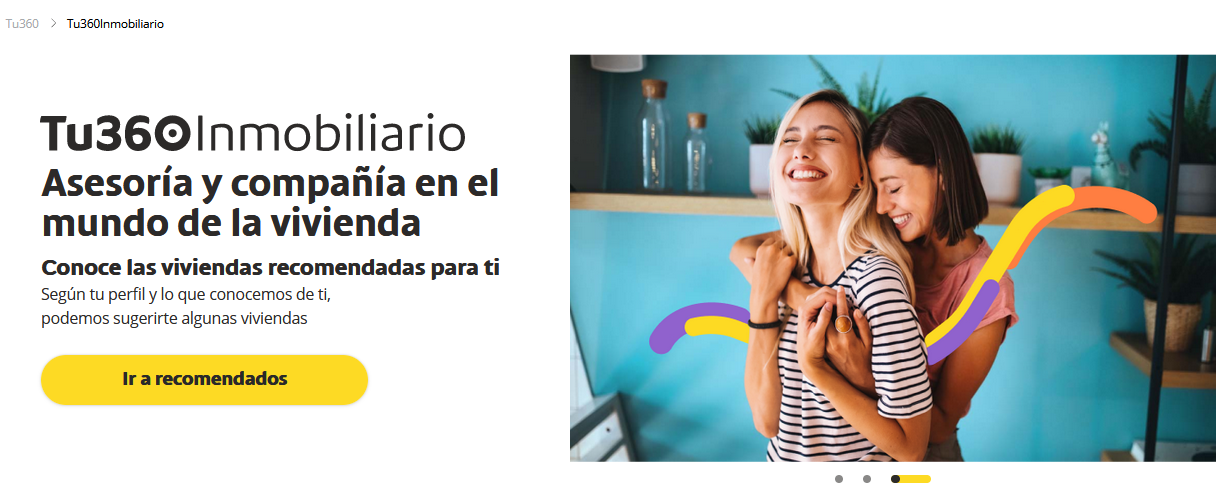 Tu360 > Tu360Inmobiliario
Tu360Inmobiliario
Asesoría y compañía en el
mundo de la vivienda
Conoce las viviendas recomendadas para ti
Según tu perfil y lo que conocemos de ti,
podemos sugerirte algunas viviendas
Ir a recomendados